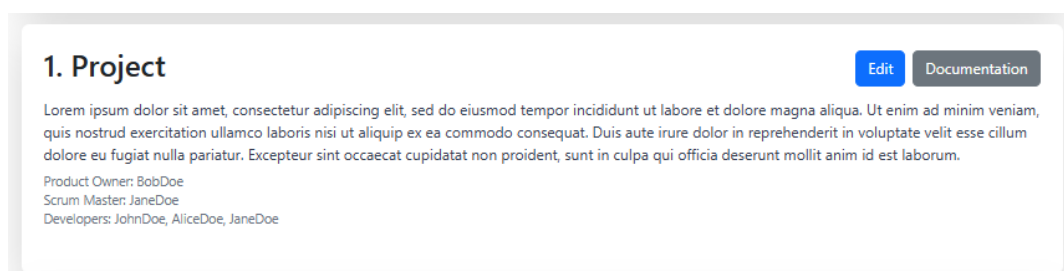 1. Project
Edit
Documentation
Lorem ipsum dolor sit amet, consectetur adipiscing elit, sed do eiusmod tempor incididunt ut labore et dolore magna aliqua. Ut enim ad minim veniam,
quis nostrud exercitation ullamco laboris nisi ut aliquip ex ea commodo consequat. Duis aute irure dolor in reprehenderit in voluptate velit esse cillum
dolore eu fugiat nulla pariatur. Excepteur sint occaecat cupidatat non proident, sunt in culpa qui officia deserunt mollit anim id est laborum.
Product Owner: BobDoe
Scrum Master: JaneDoe
Developers: JohnDoe, AliceDoe, JaneDoe